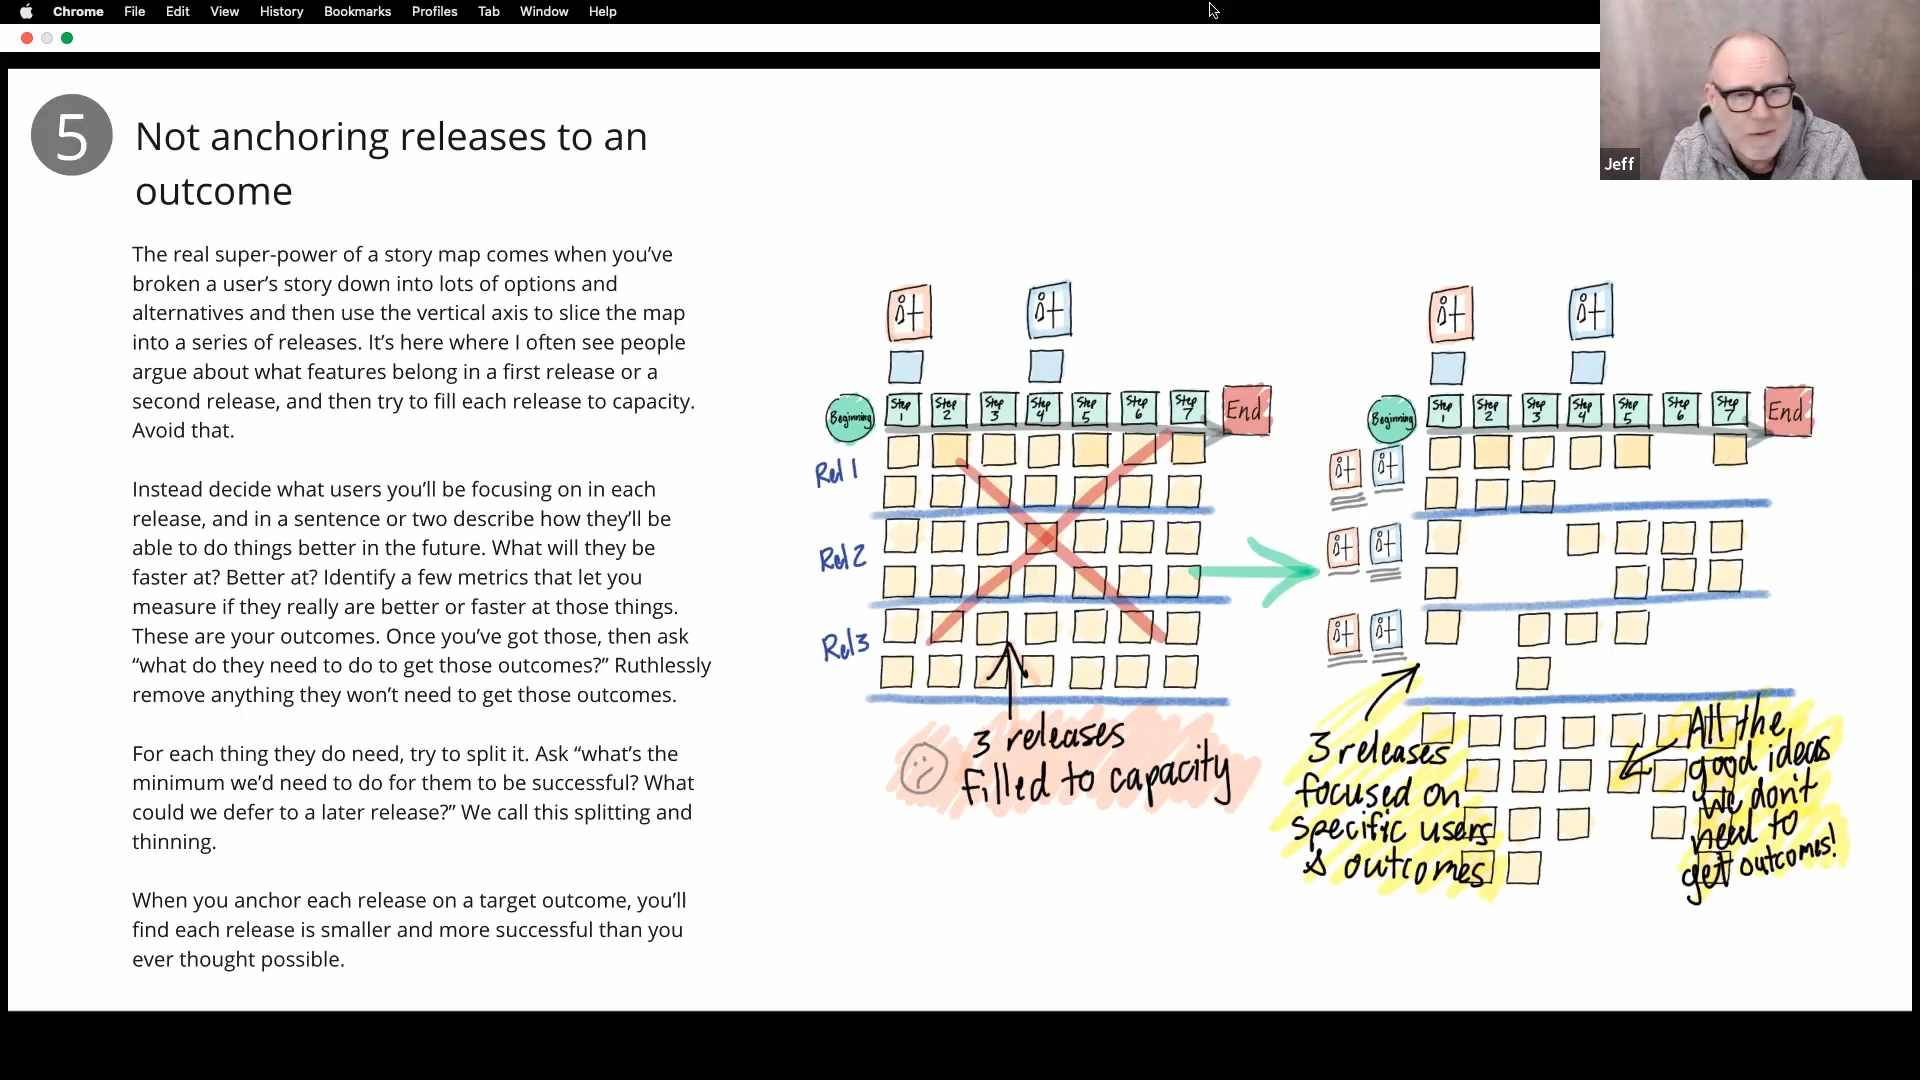 Chrome File Edit View History Bookmarks Profiles Tab Window Help
Jeff
5
Not anchoring releases to an
outcome
The real super-power of a story map comes when you’ve
broken a user’s story down into lots of options and
alternatives and then use the vertical axis to slice the map
into a series of releases. It’s here where I often see people
argue about what features belong in a first release or a
second release, and then try to fill each release to capacity.
Avoid that.
Instead decide what users you’ll be focusing on in each
release, and in a sentence or two describe how they’ll be
able to do things better in the future. What will they be
faster at? Better at? Identify a few metrics that let you
measure if they really are better or faster at those things.
These are your outcomes. Once you’ve got those, then ask
“what do they need to do to get those outcomes?” Ruthlessly
remove anything they won’t need to get those outcomes.
For each thing they do need, try to split it. Ask “what’s the
minimum we’d need to do for them to be successful? What
could we defer to a later release?” We call this splitting and
thinning.
When you anchor each release on a target outcome, you’ll
find each release is smaller and more successful than you
ever thought possible.
Beginning
Step 1
Step 2
Step 3
Step 4
Step 5
Step 6
Step 7
End
Rel 1
Rel 2
Rel 3
3 releases
filled to capacity
Beginning
Step 1
Step 2
Step 3
Step 4
Step 5
Step 6
Step 7
End
3 releases
focused on
specific users
& outcomes
All the
good ideas
we don't
need to
get outcomes!